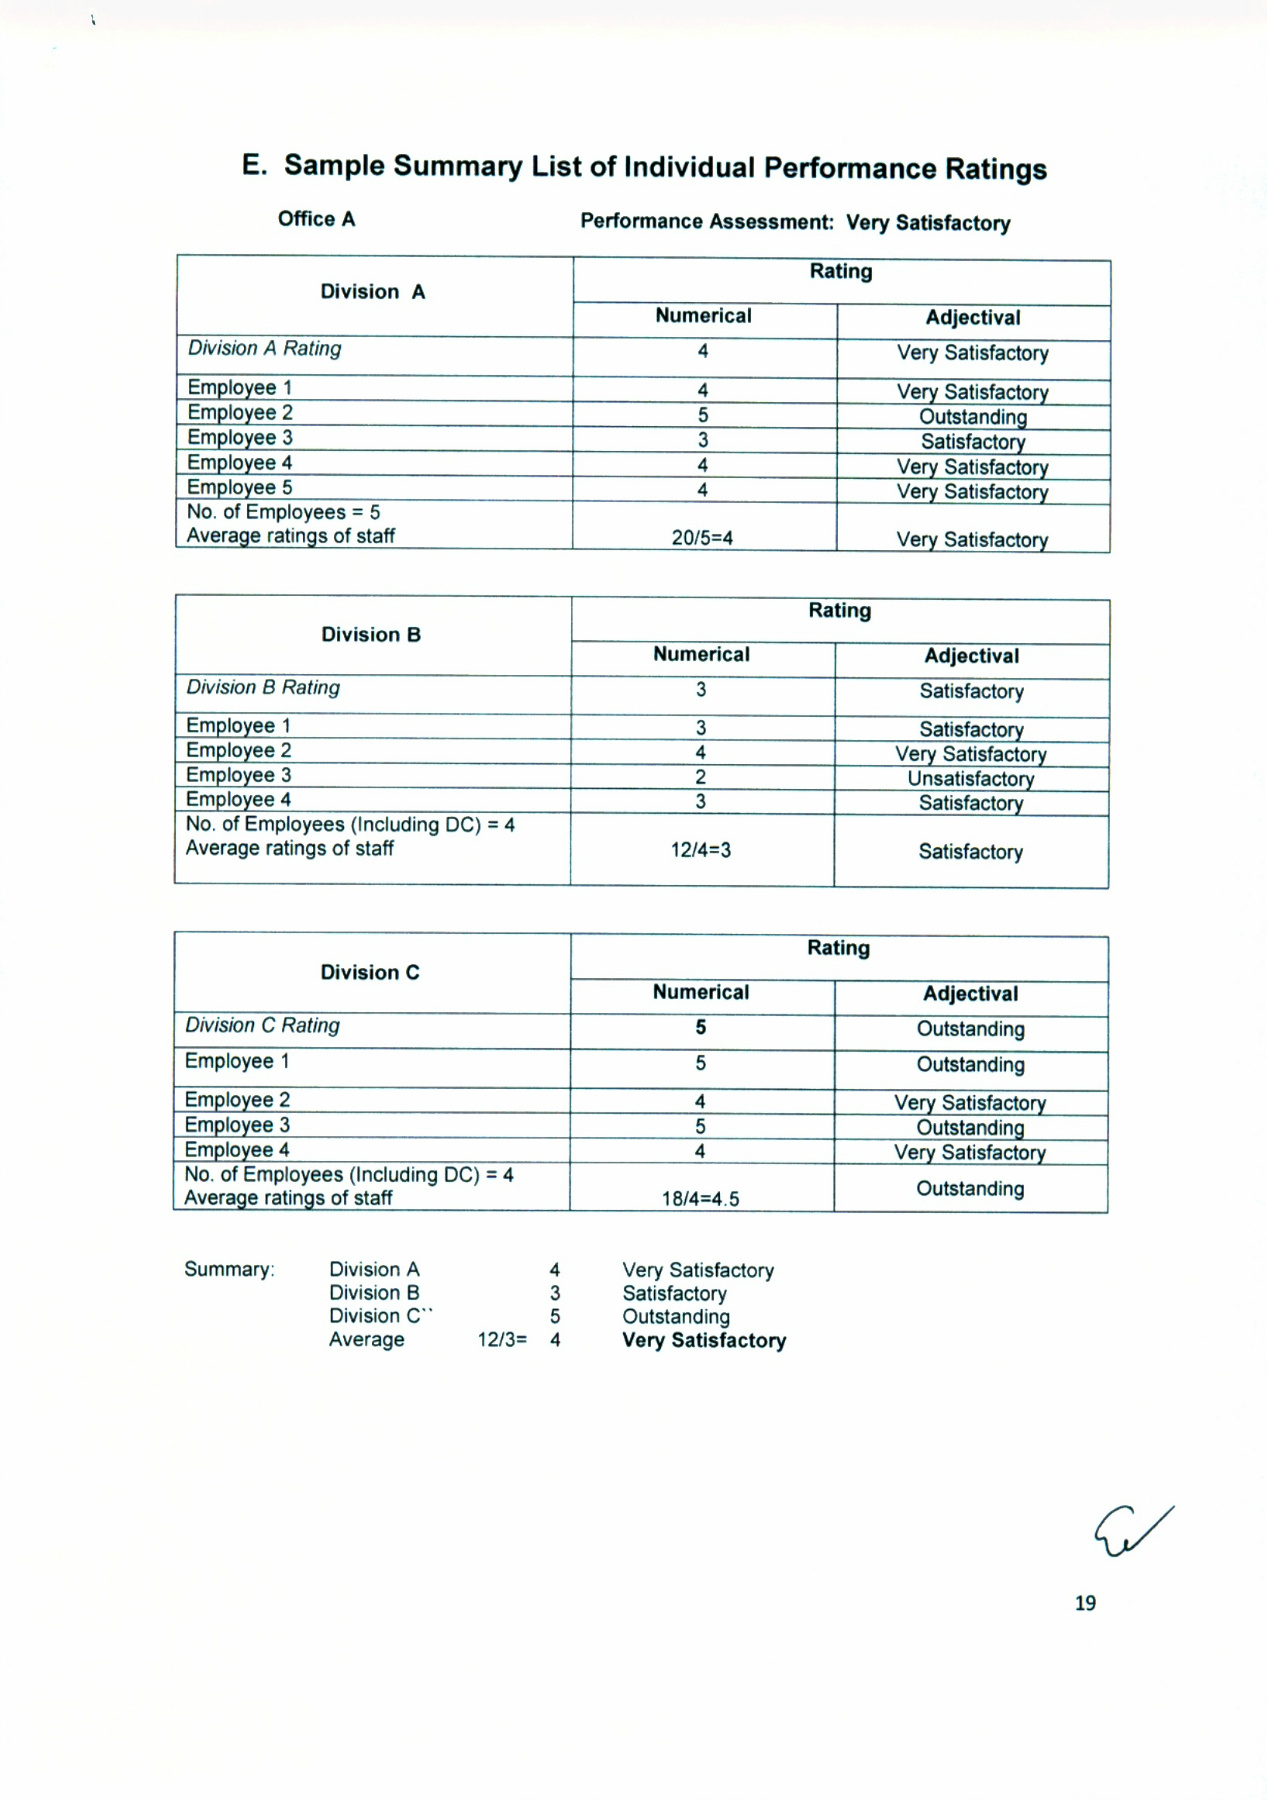 E. Sample Summary List of Individual Performance Ratings
Office A Performance Assessment: Very Satisfactory
Division A Rating
Numerical Adjectival
Division A Rating 4 Very Satisfactory
Employee 1 4 Very Satisfactory
Employee 2 5 Outstanding
Employee 3 3 Satisfactory
Employee 4 4 Very Satisfactory
Employee 5 4 Very Satisfactory
No. of Employees = 5
Average ratings of staff 20/5=4 Very Satisfactory
Division B Rating
Numerical Adjectival
Division B Rating 3 Satisfactory
Employee 1 3 Satisfactory
Employee 2 4 Very Satisfactory
Employee 3 2 Unsatisfactory
Employee 4 3 Satisfactory
No. of Employees (Including DC) = 4
Average ratings of staff 12/4=3 Satisfactory
Division C Rating
Numerical Adjectival
Division C Rating 5 Outstanding
Employee 1 5 Outstanding
Employee 2 4 Very Satisfactory
Employee 3 5 Outstanding
Employee 4 4 Very Satisfactory
No. of Employees (Including DC) = 4
Average ratings of staff 18/4=4.5 Outstanding
Summary: Division A 4 Very Satisfactory
Division B 3 Satisfactory
Division C`` 5 Outstanding
Average 12/3= 4 Very Satisfactory
19